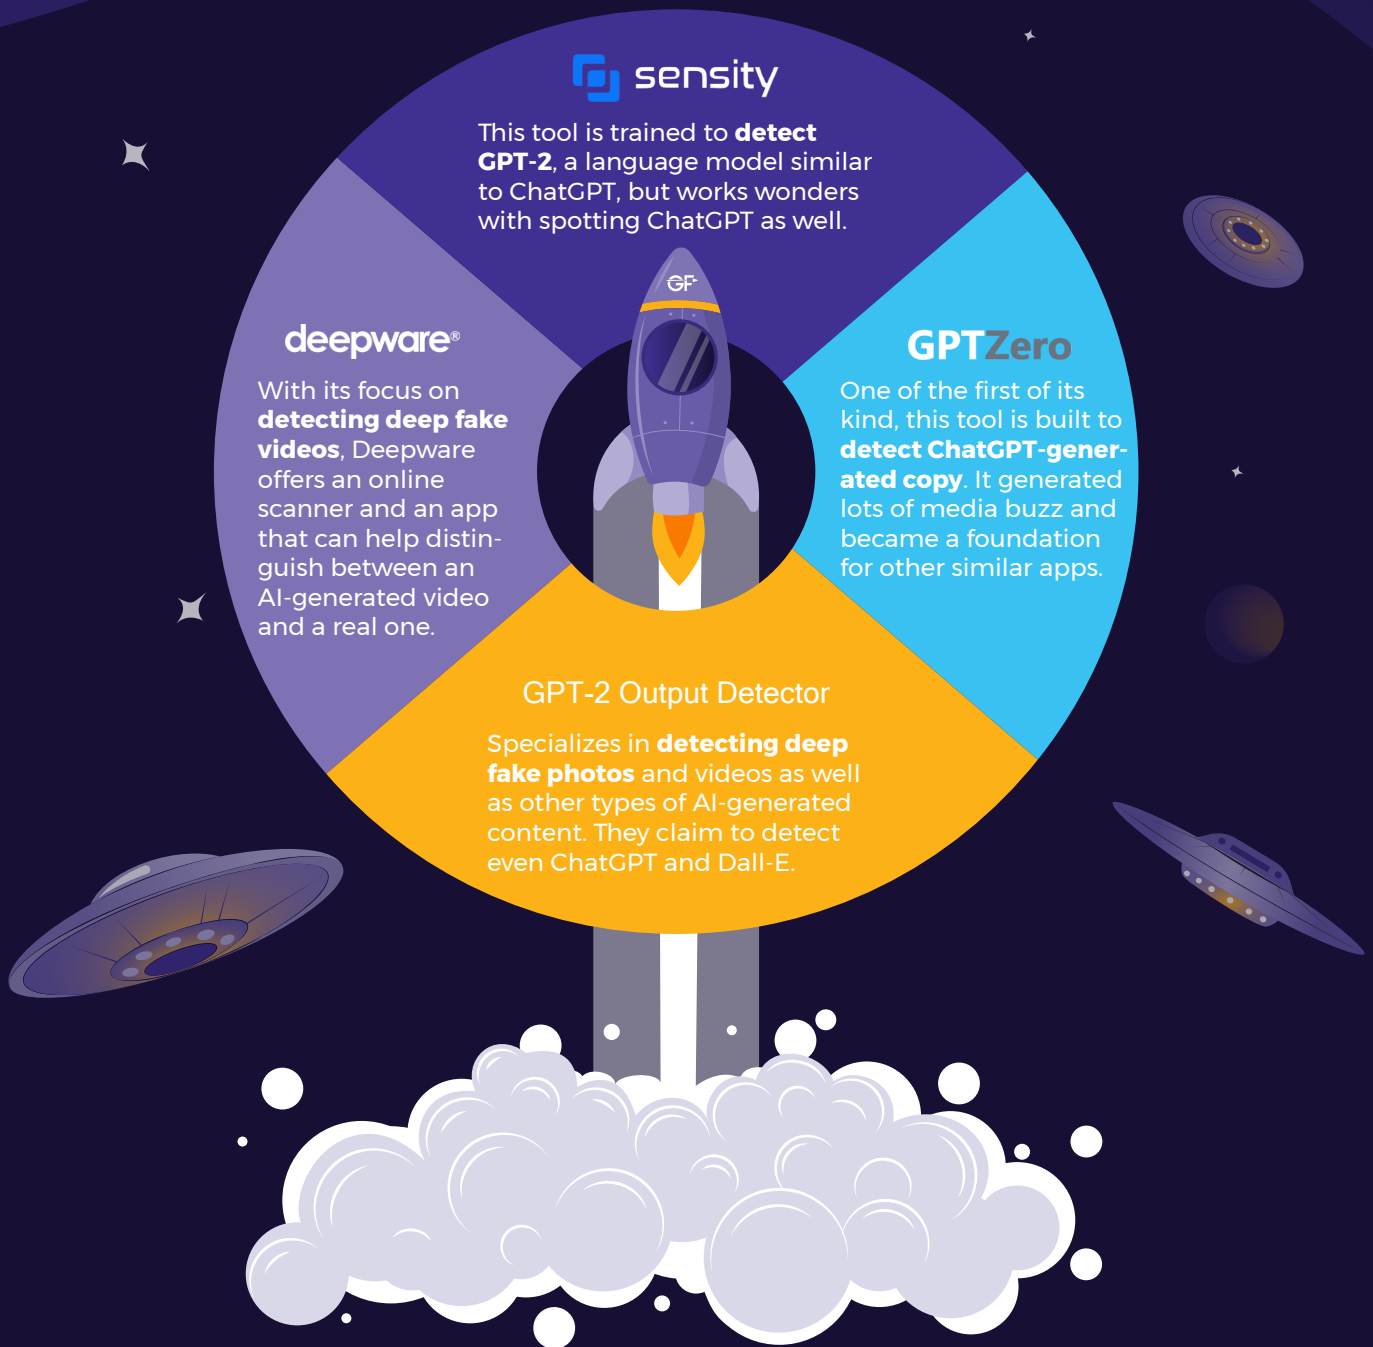 sensity
This tool is trained to detect
GPT-2, a language model similar
to ChatGPT, but works wonders
with spotting ChatGPT as well.
GF
deepware®
With its focus on
detecting deep fake
videos, Deepware
offers an online
scanner and an app
that can help distin-
guish between an
AI-generated video
and a real one.
GPTZero
One of the first of its
kind, this tool is built to
detect ChatGPT-gener-
ated copy. It generated
lots of media buzz and
became a foundation
for other similar apps.
GPT-2 Output Detector
Specializes in detecting deep
fake photos and videos as well
as other types of AI-generated
content. They claim to detect
even ChatGPT and Dall-E.